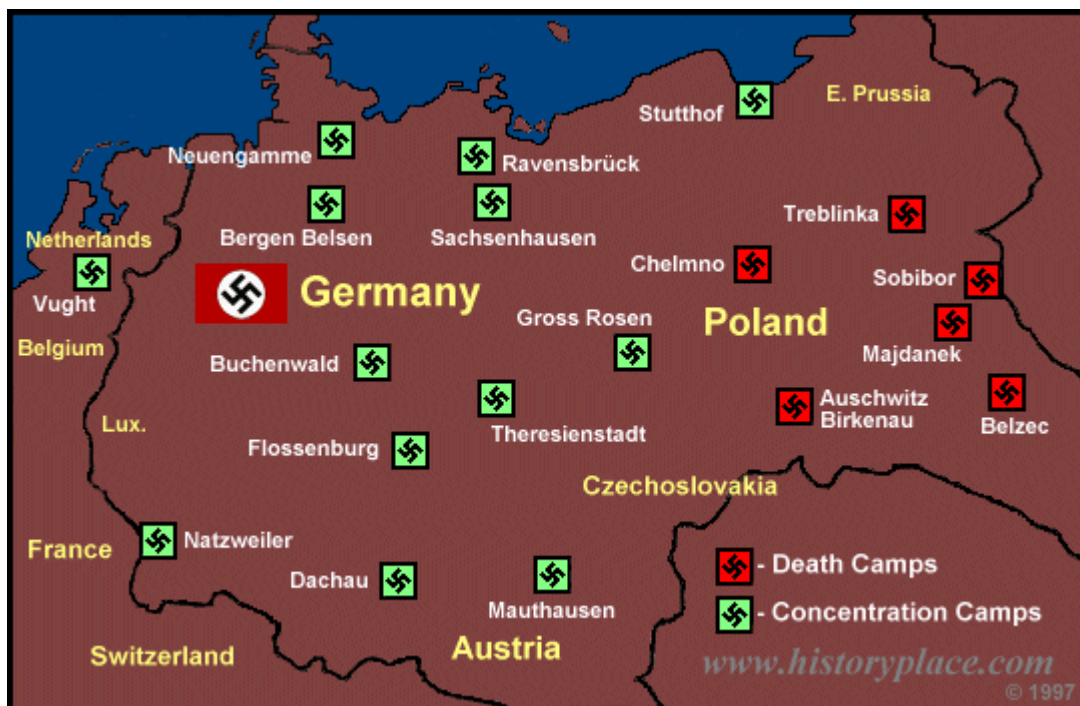 Stutthof
E. Prussia
Neuengamme
Ravensbrück
Treblinka
Bergen Belsen
Sachsenhausen
Netherlands
Chelmno
Sobibor
Vught
Germany
Gross Rosen
Poland
Belgium
Majdanek
Buchenwald
Auschwitz
Birkenau
Lux.
Theresienstadt
Belzec
Flossenburg
Czechoslovakia
France
Natzweiler
- Death Camps
Dachau
Mauthausen
- Concentration Camps
Switzerland
Austria
www.historyplace.com
© 1997